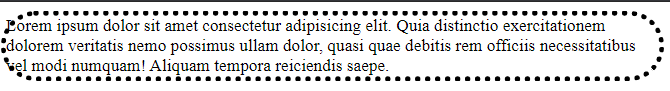 Lorem ipsum dolor sit amet consectetur adipisicing elit. Quia distinctio exercitationem
dolorem veritatis nemo possimus ullam dolor, quasi quae debitis rem officiis necessitatibus
vel modi numquam! Aliquam tempora reiciendis saepe.